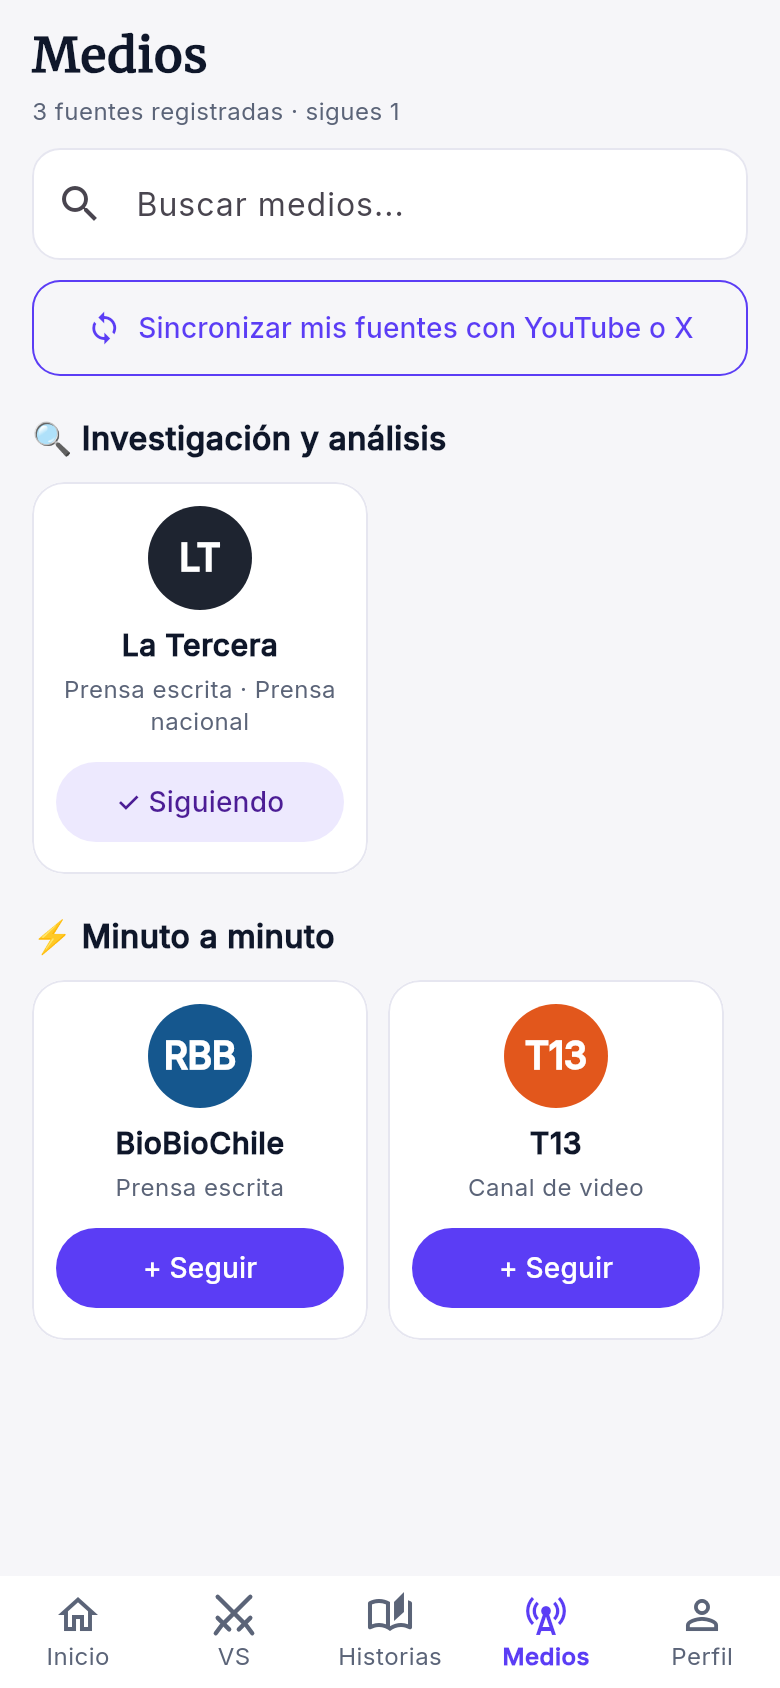 Medios
3 fuentes registradas · sigues 1
Buscar medios...
Sincronizar mis fuentes con YouTube o X
🔍 Investigación y análisis
LT
La Tercera
Prensa escrita · Prensa
nacional
✓ Siguiendo
⚡ Minuto a minuto
RBB
BioBioChile
Prensa escrita
+ Seguir
T13
T13
Canal de video
+ Seguir
Inicio
VS
Historias
Medios
Perfil